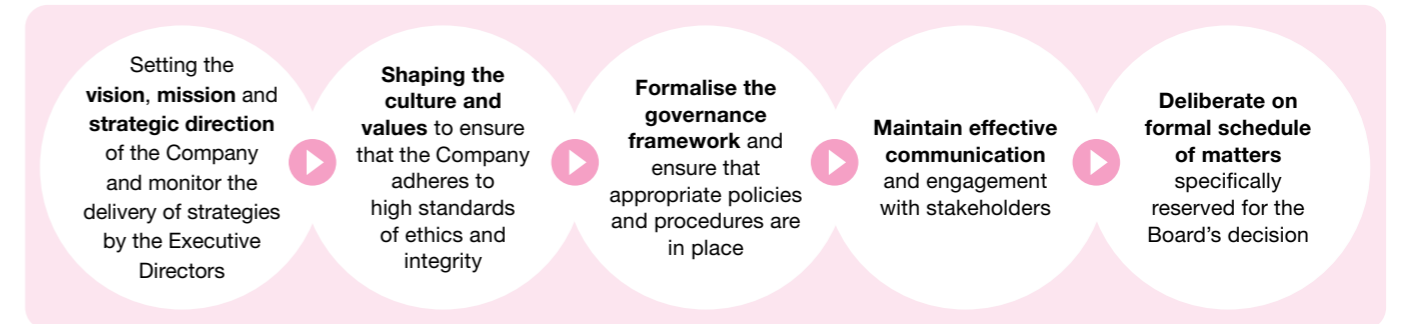 Setting the
vision, mission and
strategic direction
of the Company
and monitor the
delivery of strategies
by the Executive
Directors
Shaping the
culture and
values to ensure
that the Company
adheres to
high standards
of ethics and
integrity
Formalise the
governance
framework and
ensure that
appropriate policies
and procedures are
in place
Maintain effective
communication
and engagement
with stakeholders
Deliberate on
formal schedule
of matters
specifically
reserved for the
Board’s decision